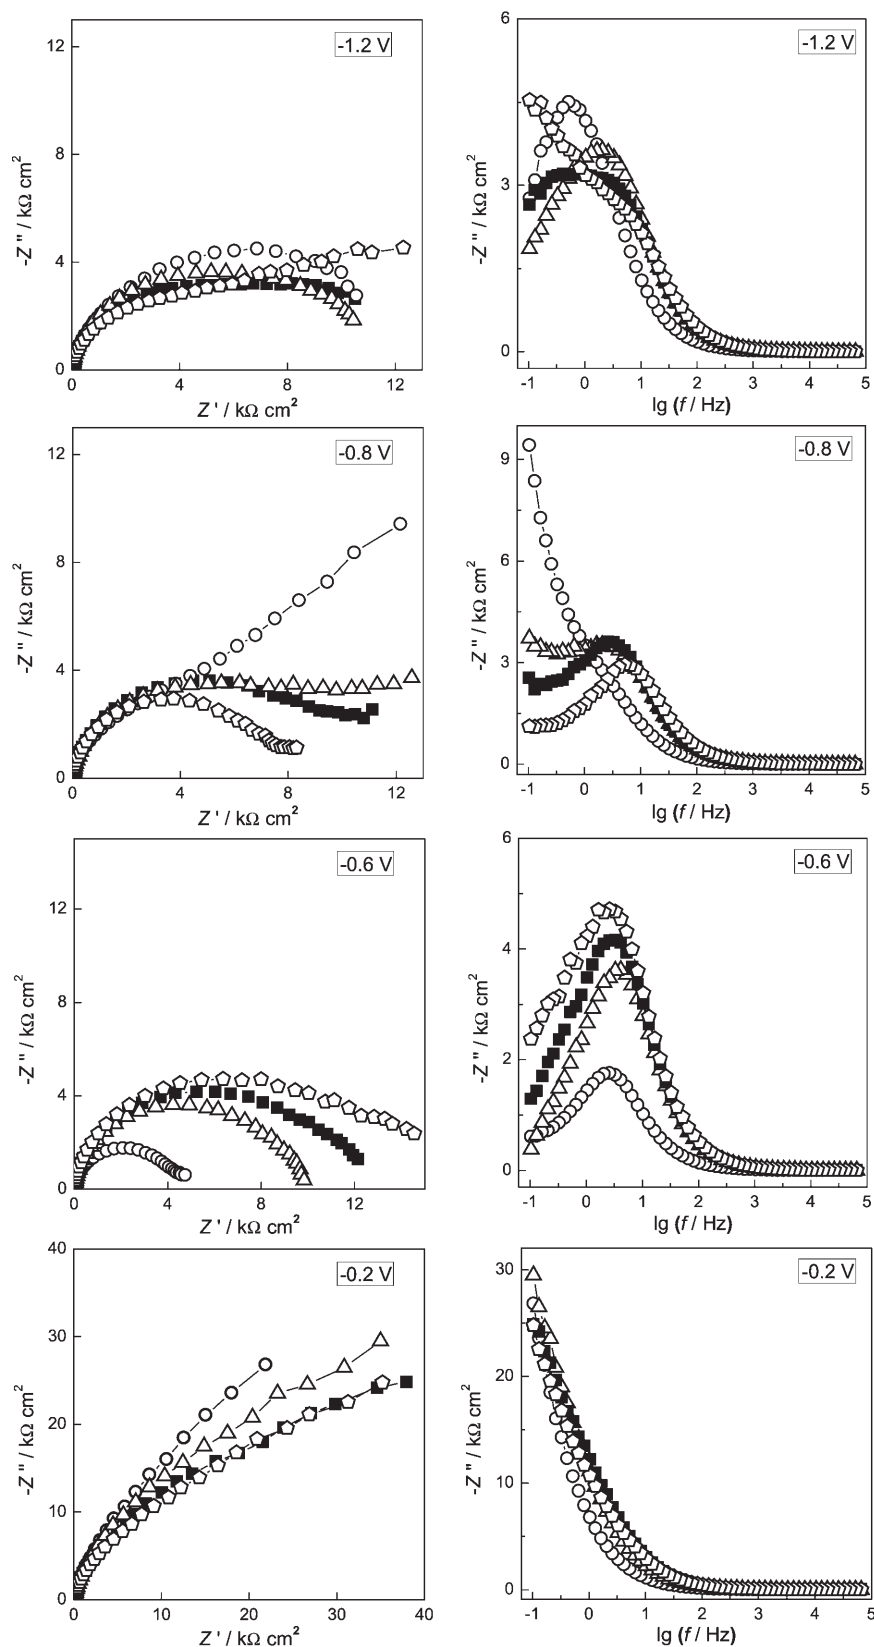 -1.2 V
12
8
4
0
-Z'' / kΩ cm²
0 4 8 12
Z' / kΩ cm²
-1.2 V
6
3
0
-Z'' / kΩ cm²
-1 0 1 2 3 4 5
lg (f / Hz)
-0.8 V
12
8
4
0
-Z'' / kΩ cm²
0 4 8 12
Z' / kΩ cm²
-0.8 V
9
6
3
0
-Z'' / kΩ cm²
-1 0 1 2 3 4 5
lg (f / Hz)
-0.6 V
12
8
4
0
-Z'' / kΩ cm²
0 4 8 12
Z' / kΩ cm²
-0.6 V
6
4
2
0
-Z'' / kΩ cm²
-1 0 1 2 3 4 5
lg (f / Hz)
-0.2 V
40
30
20
10
0
-Z'' / kΩ cm²
0 10 20 30 40
Z' / kΩ cm²
-0.2 V
30
20
10
0
-Z'' / kΩ cm²
-1 0 1 2 3 4 5
lg (f / Hz)